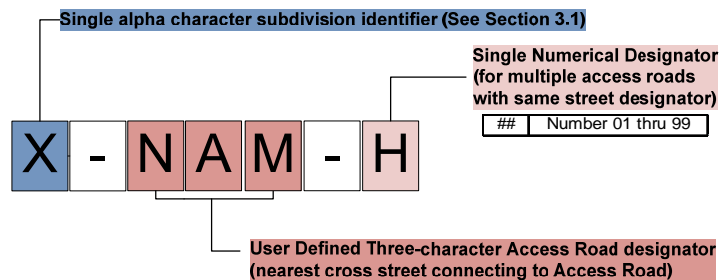 Single alpha character subdivision identifier (See Section 3.1)
Single Numerical Designator
(for multiple access roads
with same street designator)
## Number 01 thru 99
X - N A M - H
User Defined Three-character Access Road designator
(nearest cross street connecting to Access Road)